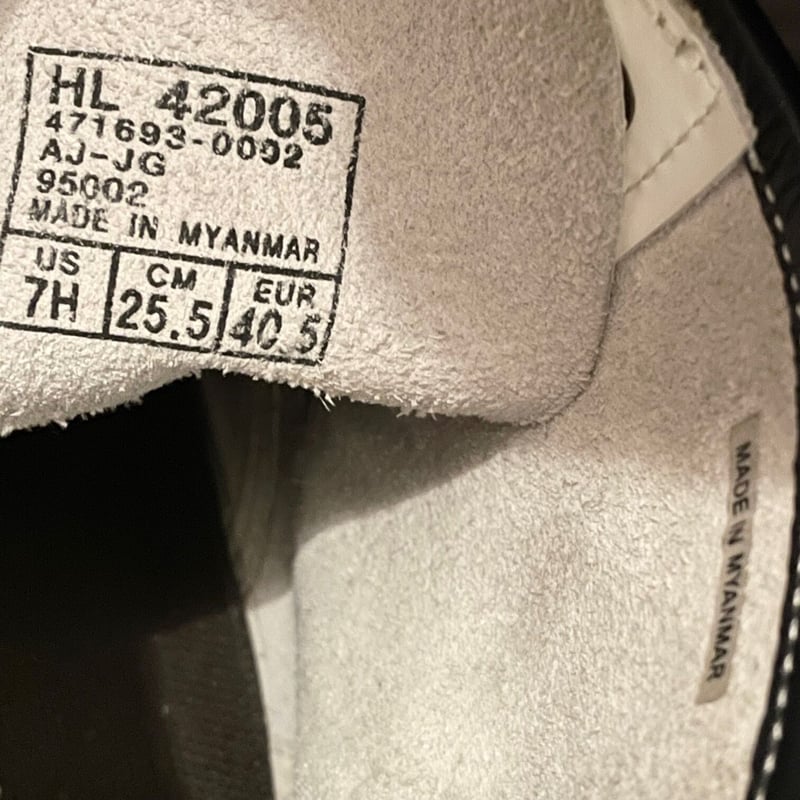 HL 42005
471693-0092
AJ-JG
95002
MADE IN MYANMAR
US CM EUR
7H 25.5 40.5
MADE IN MYANMAR